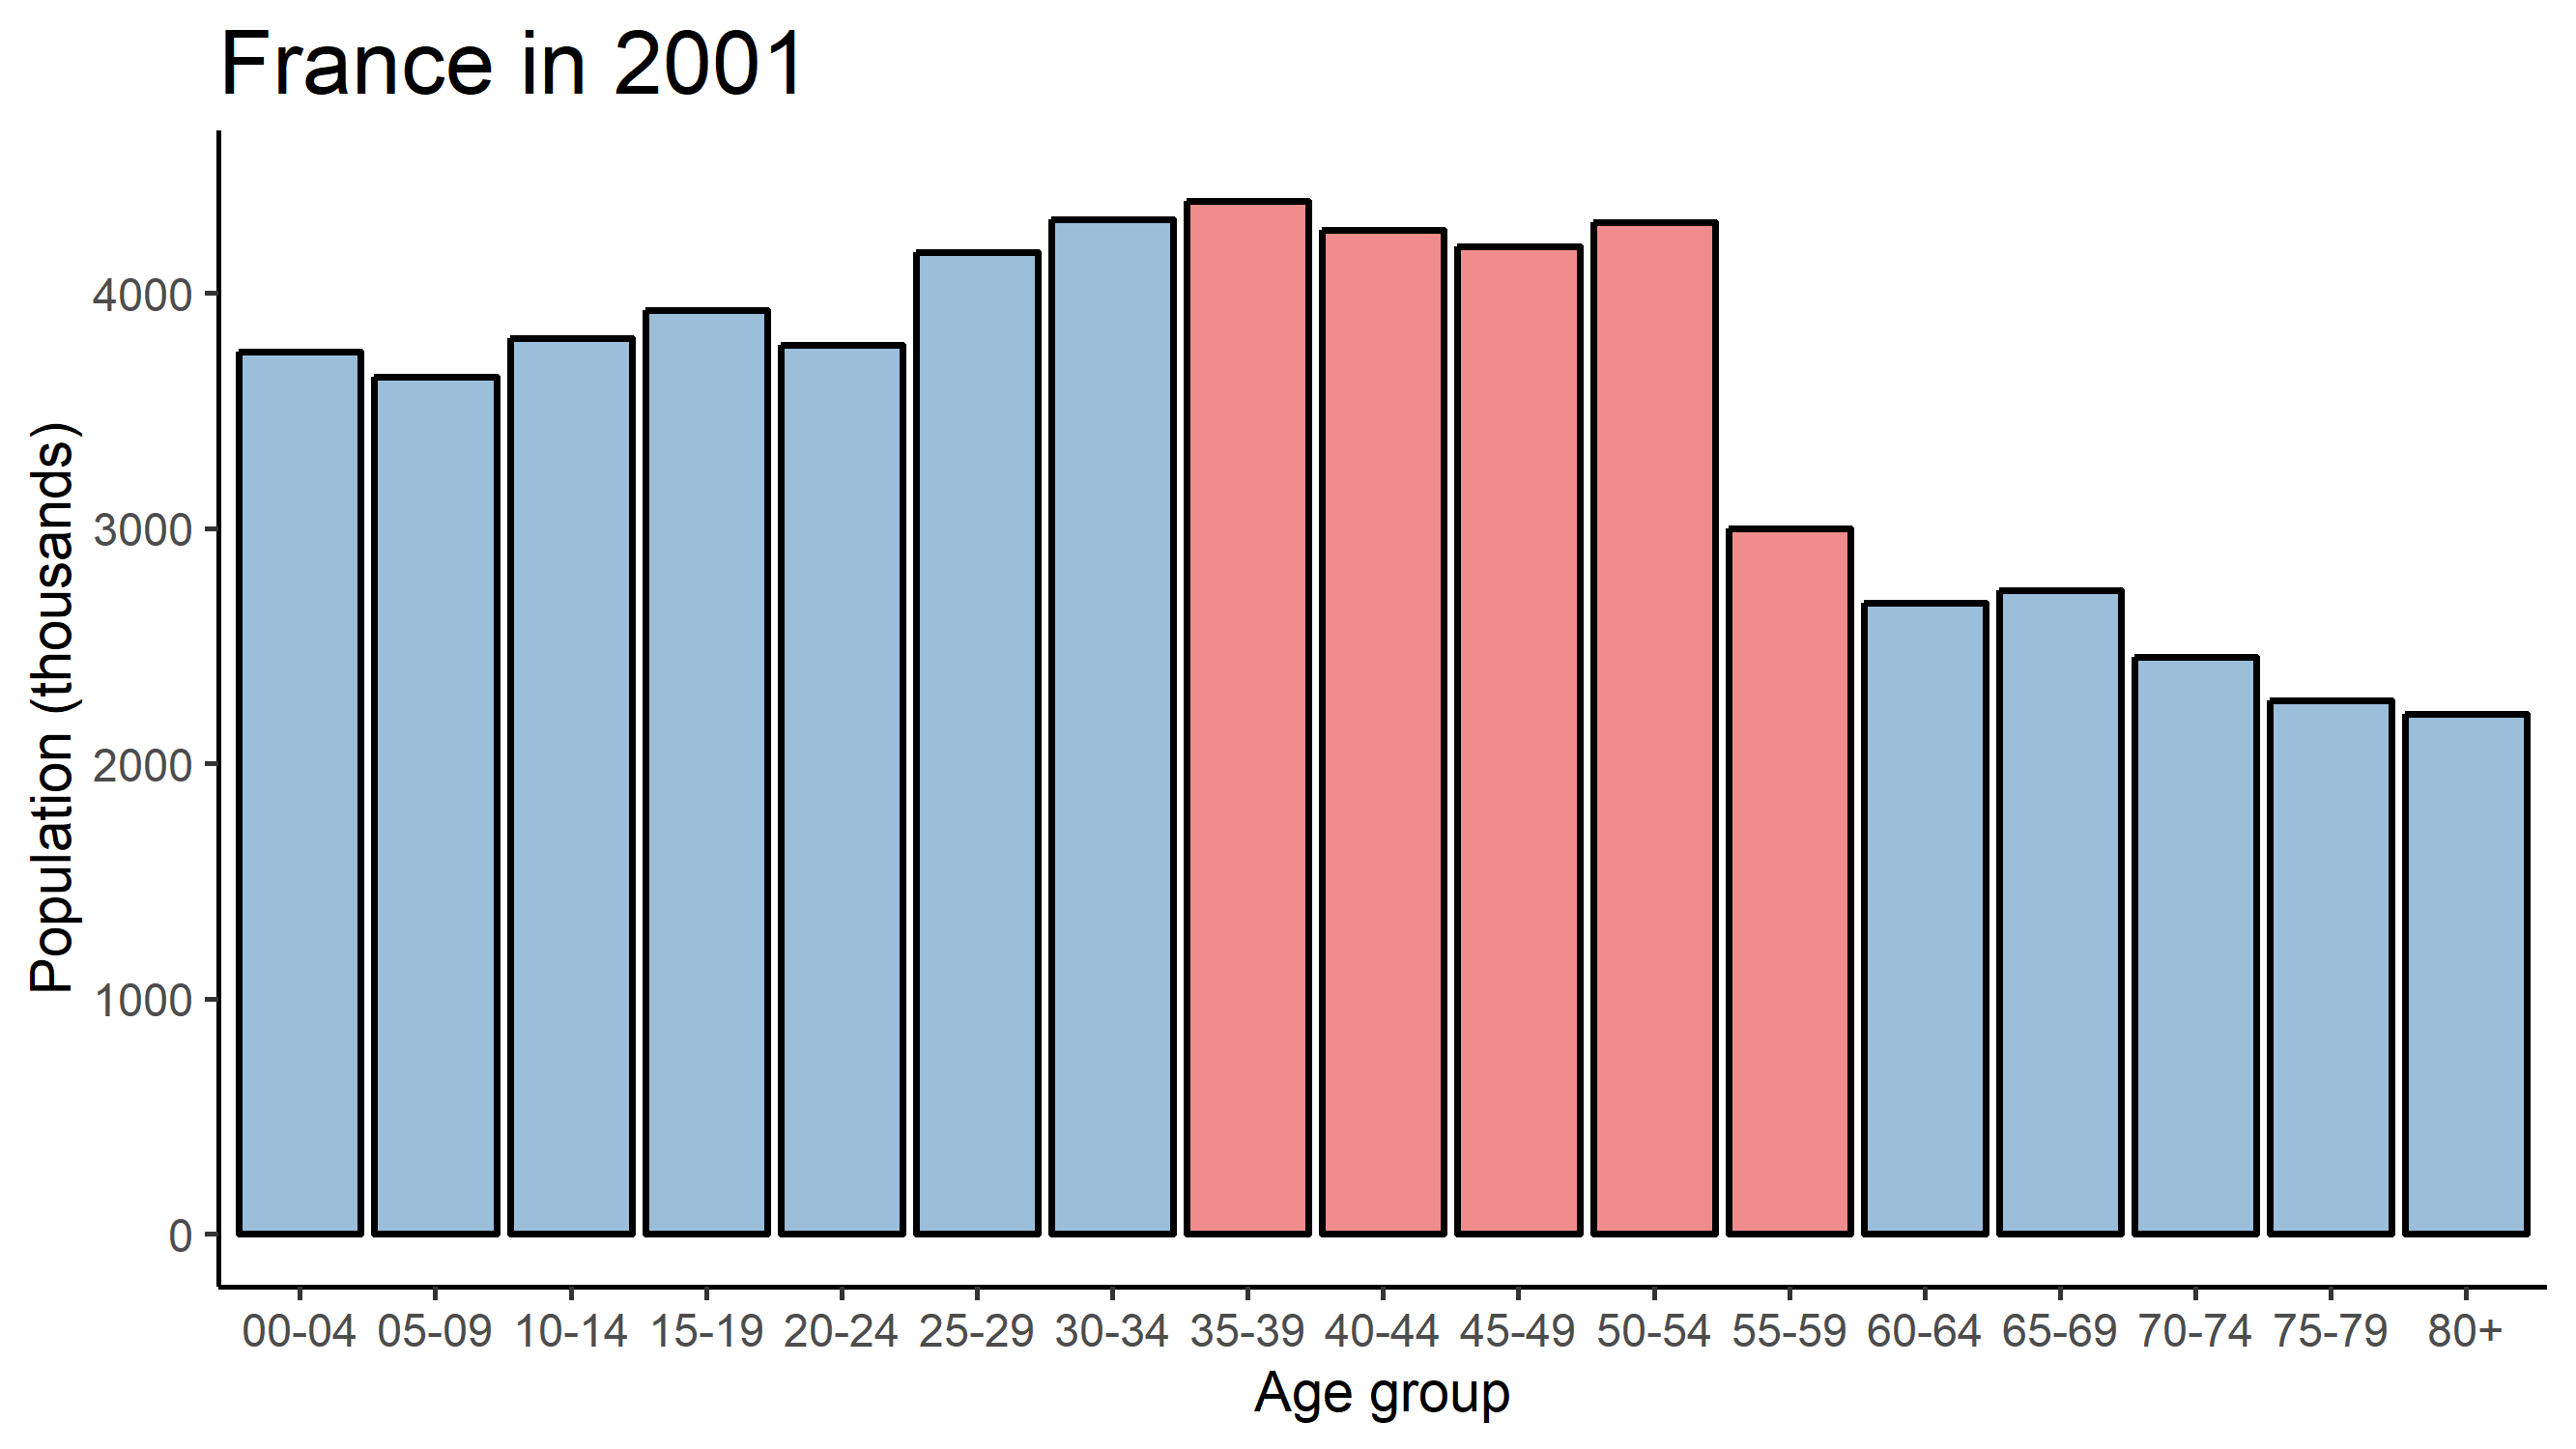 France in 2001
Population (thousands)
4000
3000
2000
1000
0
00-04 05-09 10-14 15-19 20-24 25-29 30-34 35-39 40-44 45-49 50-54 55-59 60-64 65-69 70-74 75-79 80+
Age group